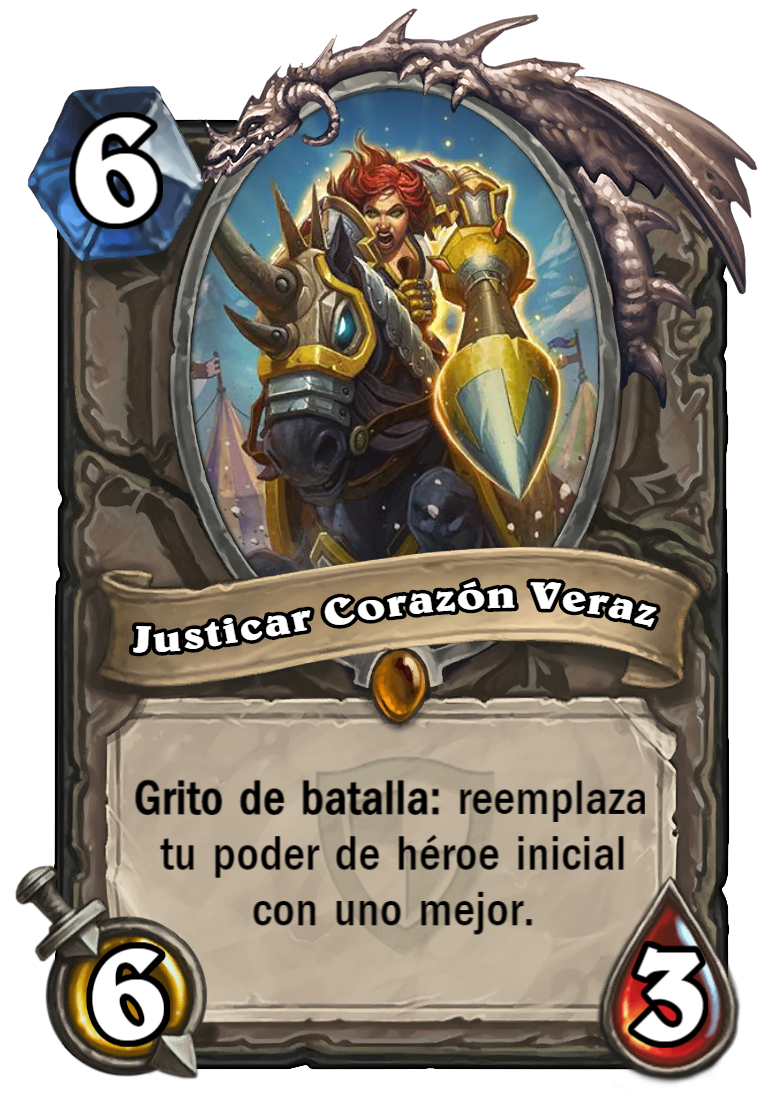 6
Justicar Corazón Veraz
Grito de batalla: reemplaza
tu poder de héroe inicial
con uno mejor.
6
3